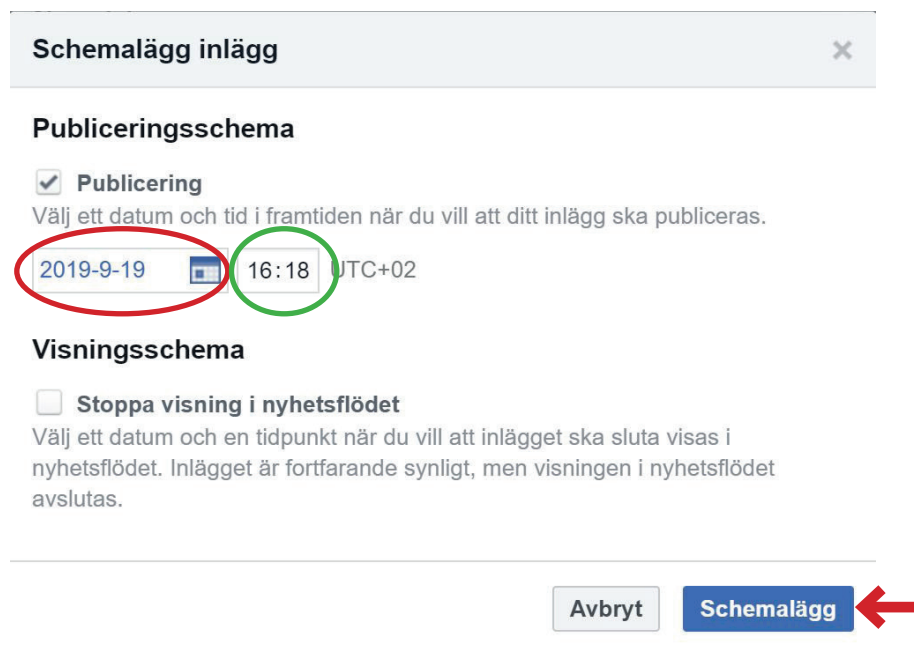 Schemalägg inlägg
Publiceringsschema
Publicering
Välj ett datum och tid i framtiden när du vill att ditt inlägg ska publiceras.
2019-9-19 16:18 UTC+02
Visningsschema
Stoppa visning i nyhetsflödet
Välj ett datum och en tidpunkt när du vill att inlägget ska sluta visas i
nyhetsflödet. Inlägget är fortfarande synligt, men visningen i nyhetsflödet
avslutas.
Avbryt Schemalägg